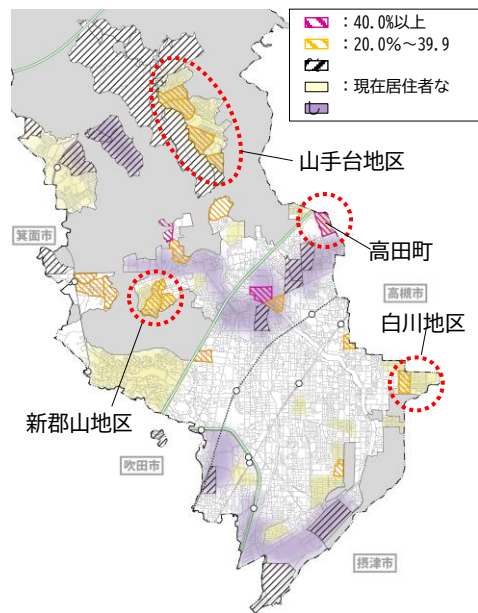 ：40.0％以上
：20.0％～39.9
：現在居住者な
山手台地区
箕面市
高田町
高槻市
白川地区
新郡山地区
吹田市
摂津市